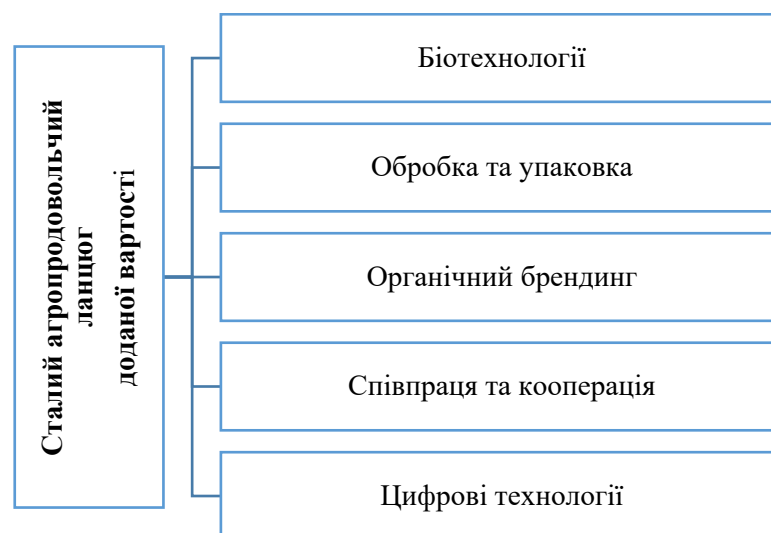 Сталий агропродовольчий
ланцюг
доданої вартості
Біотехнології
Обробка та упаковка
Органічний брендинг
Співпраця та кооперація
Цифрові технології